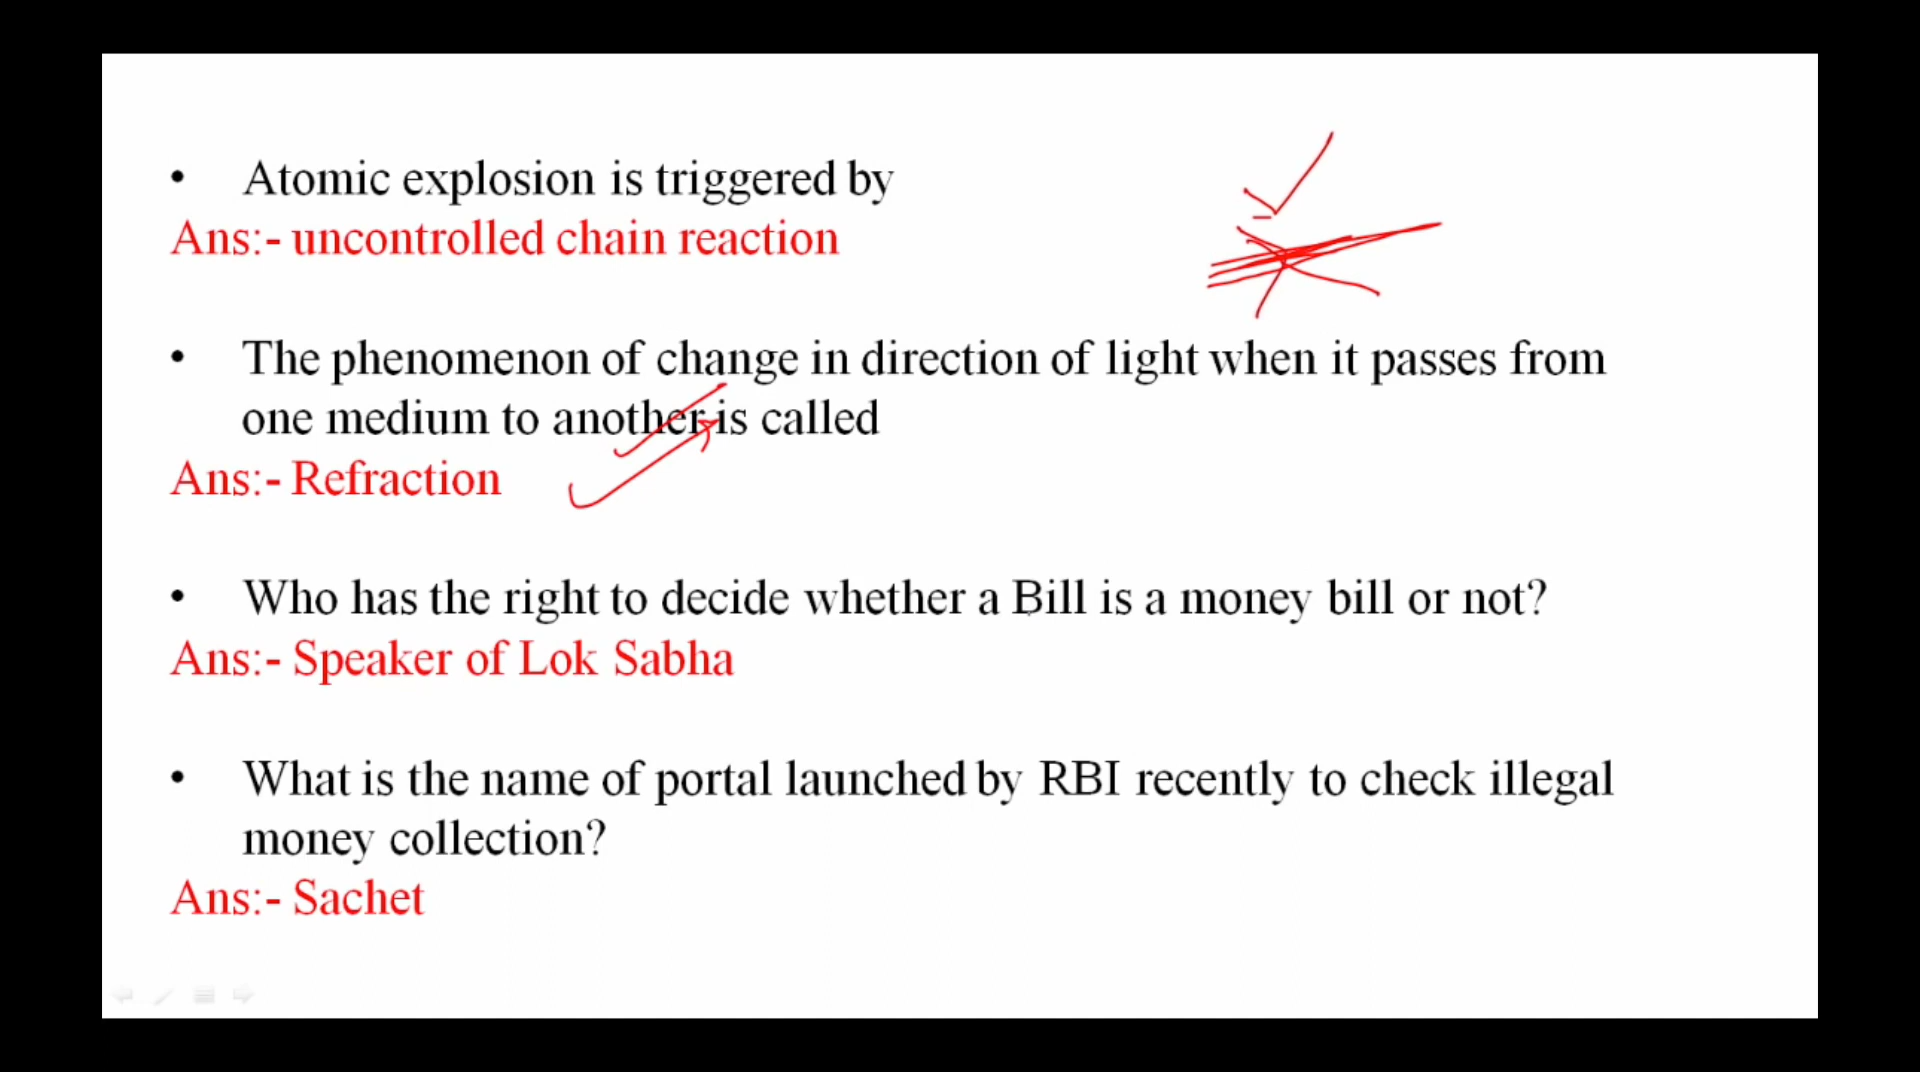 • Atomic explosion is triggered by
Ans:- uncontrolled chain reaction
• The phenomenon of change in direction of light when it passes from
one medium to another is called
Ans:- Refraction
• Who has the right to decide whether a Bill is a money bill or not?
Ans:- Speaker of Lok Sabha
• What is the name of portal launched by RBI recently to check illegal
money collection?
Ans:- Sachet